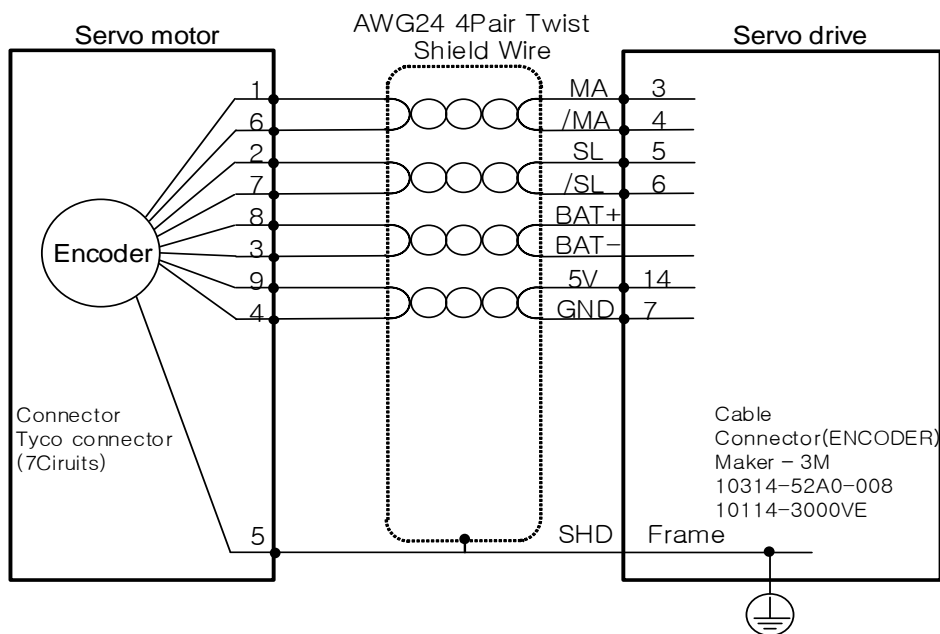 AWG24 4Pair Twist
Shield Wire
Servo motor
Servo drive
1 MA 3
6 /MA 4
2 SL 5
7 /SL 6
8 BAT+
3 BAT-
9 5V 14
4 GND 7
Encoder
Connector
Tyco connector
(7Ciruits)
Cable
Connector(ENCODER)
Maker - 3M
10314-52A0-008
10114-3000VE
5 SHD Frame